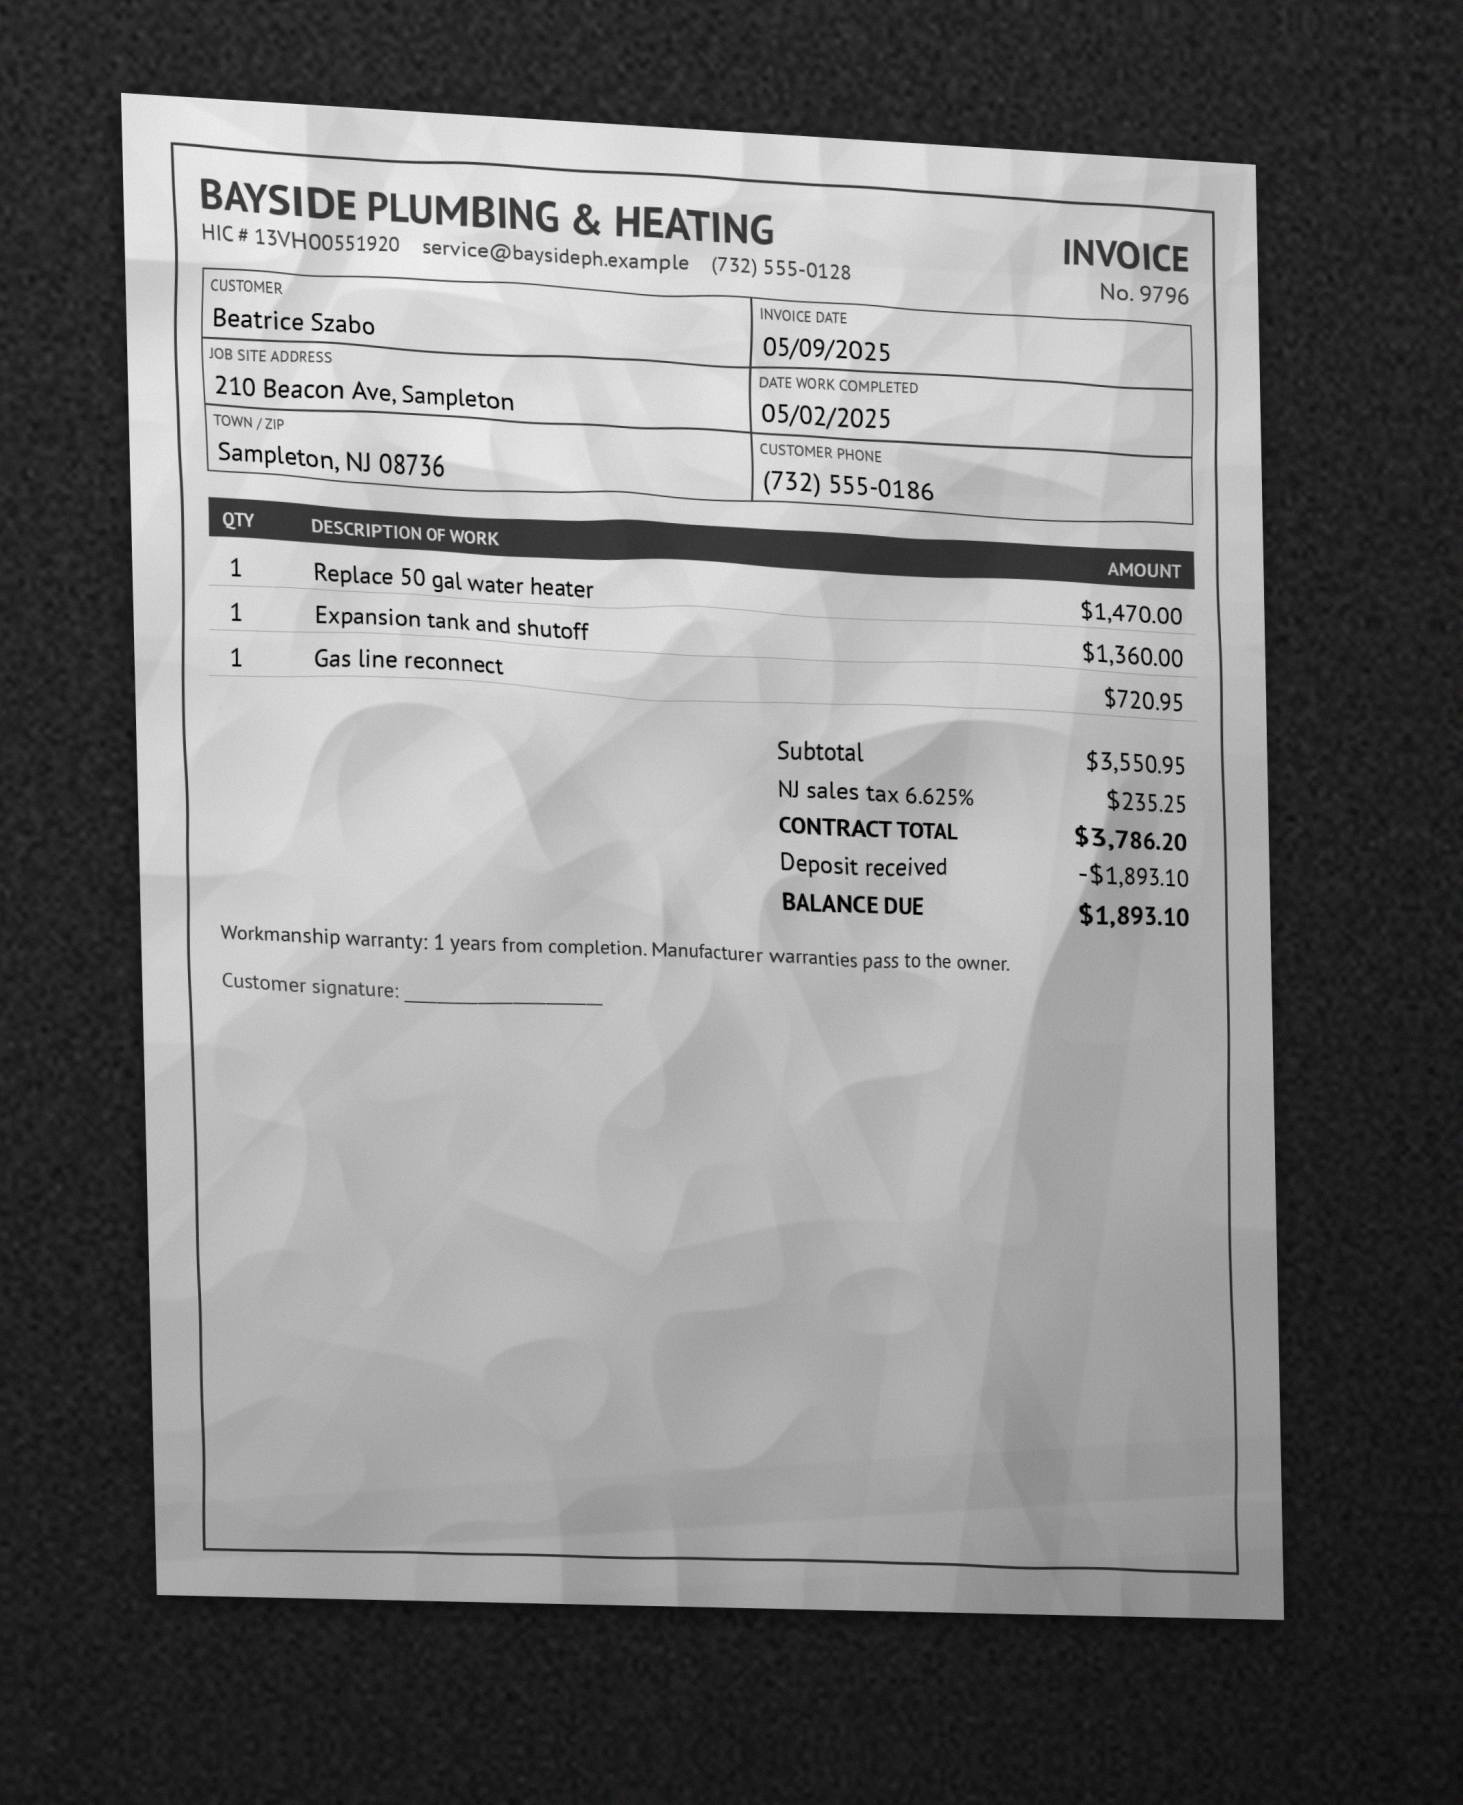 BAYSIDE PLUMBING & HEATING
HIC # 13VH00551920 service@baysideph.example (732) 555-0128
INVOICE
No. 9796
CUSTOMER
Beatrice Szabo
INVOICE DATE
05/09/2025
JOB SITE ADDRESS
210 Beacon Ave, Sampleton
DATE WORK COMPLETED
05/02/2025
TOWN / ZIP
Sampleton, NJ 08736
CUSTOMER PHONE
(732) 555-0186
QTY DESCRIPTION OF WORK AMOUNT
1 Replace 50 gal water heater $1,470.00
1 Expansion tank and shutoff $1,360.00
1 Gas line reconnect $720.95
Subtotal $3,550.95
NJ sales tax 6.625% $235.25
CONTRACT TOTAL $3,786.20
Deposit received -$1,893.10
BALANCE DUE $1,893.10
Workmanship warranty: 1 years from completion. Manufacturer warranties pass to the owner.
Customer signature: ____________________